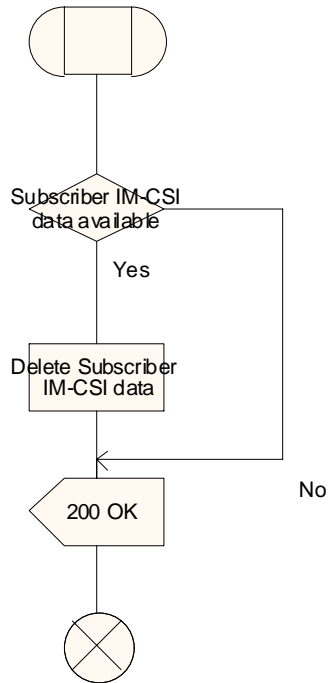 Subscriber IM-CSI
data available
Yes
Delete Subscriber
IM-CSI data
No
200 OK